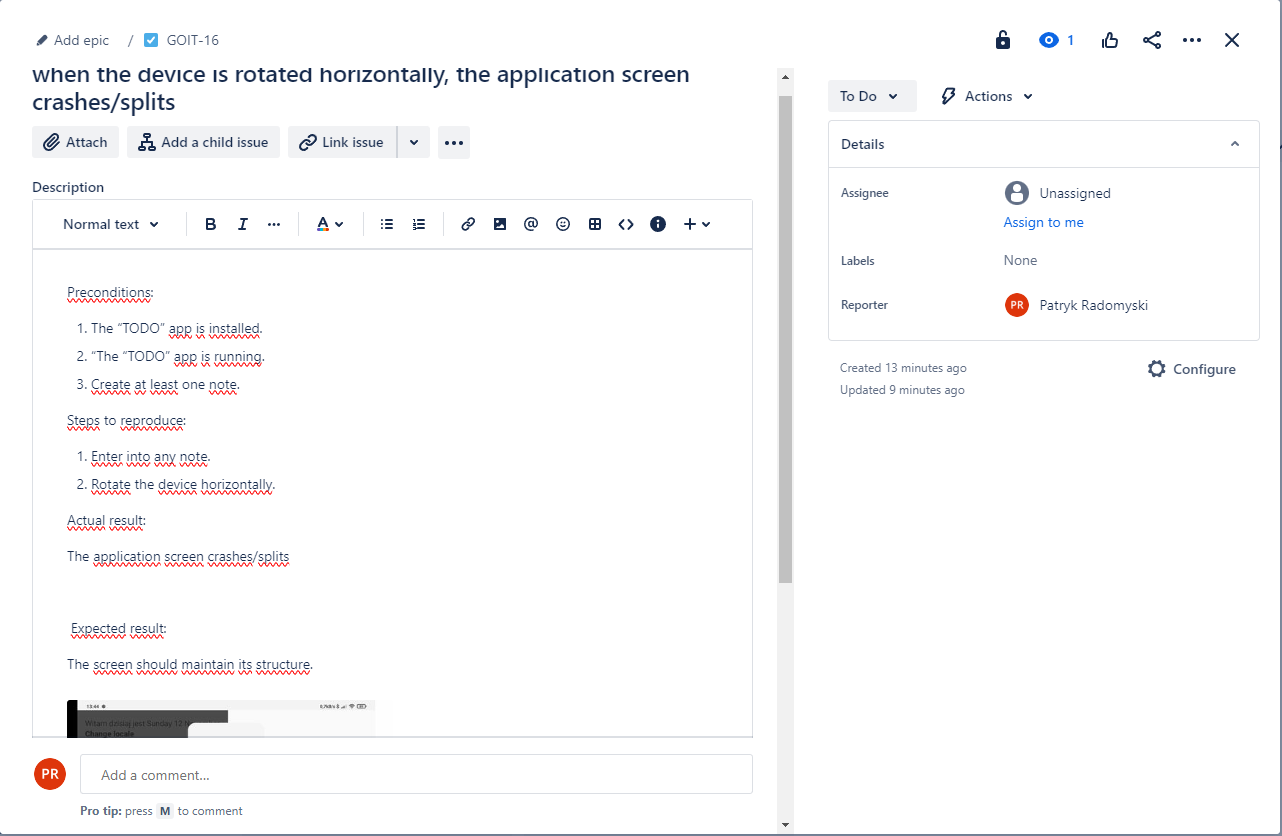 Add epic / GOIT-16
1
when the device is rotated horizontally, the application screen
crashes/splits
Attach
Add a child issue
Link issue
Description
Normal text
B I A @
Preconditions:
1. The “TODO” app is installed.
2. “The “TODO” app is running.
3. Create at least one note.
Steps to reproduce:
1. Enter into any note.
2. Rotate the device horizontally.
Actual result:
The application screen crashes/splits
Expected result:
The screen should maintain its structure.
13:44
Witam dzisiaj jest Sunday 12
Change locale
PR
Add a comment...
Pro tip: press M to comment
To Do
Actions
Details
Assignee
Unassigned
Assign to me
Labels
None
Reporter
PR Patryk Radomyski
Created 13 minutes ago
Updated 9 minutes ago
Configure